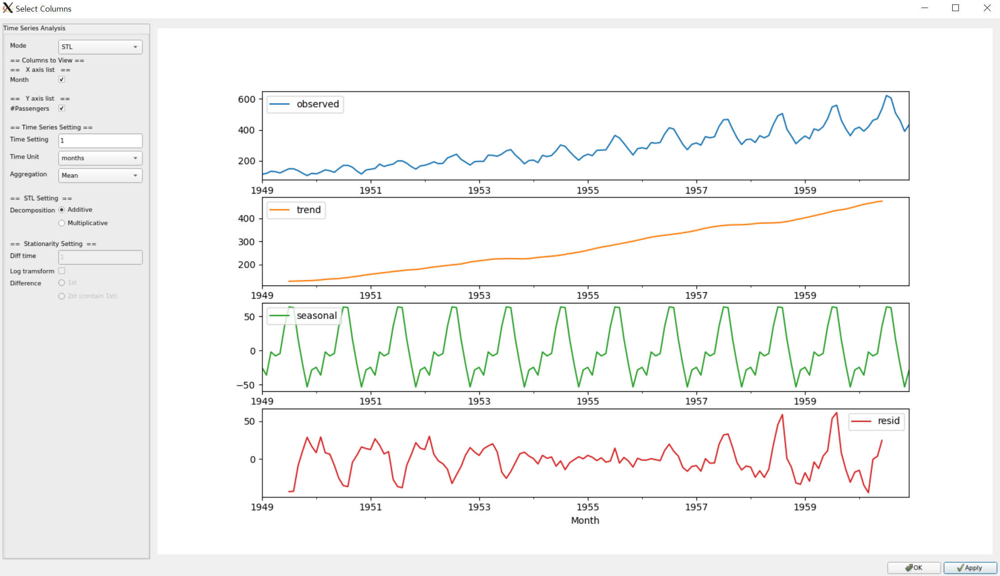 Select Columns
Time Series Analysis
Mode STL
== Columns to View ==
== X axis list ==
Month
== Y axis list ==
#Passengers
== Time Series Setting ==
Time Setting 1
Time Unit months
Aggregation Mean
== STL Setting ==
Decomposition Additive
Multiplicative
== Stationarity Setting ==
Diff time 1
Log tramsform
Difference 1st
2st (contain 1st)
600
400
200
observed
1949 1951 1953 1955 1957 1959
400
300
200
trend
1949 1951 1953 1955 1957 1959
50
0
−50
seasonal
1949 1951 1953 1955 1957 1959
50
0
resid
1949 1951 1953 1955 1957 1959
Month
OK Apply